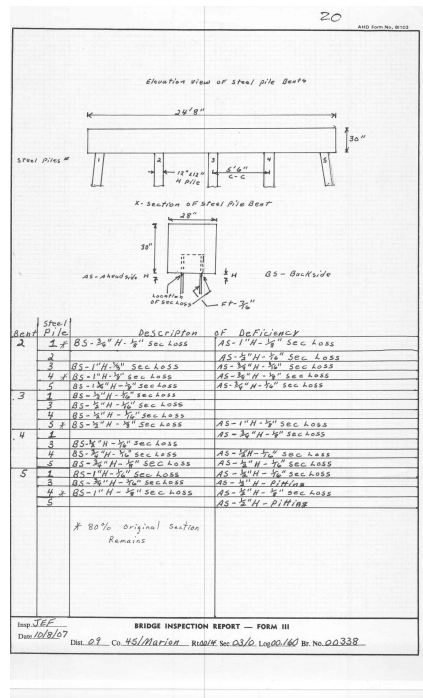 20
AHD Form No. BI103
Elevation view of Steel pile Bents
24'8"
30"
Steel Piles # 1 2 3 4 5
12"x12" H Pile
5'6" C-C
X-Section of Steel Pile Bent
28"
30"
AS-Aheadside H H BS-Backside
Location of Sec Loss
Ft-3/16"
Bent Steel Pile Descripton of Deficiency
2 1 * BS-3/4" H-1/8" Sec Loss AS-1" H-1/8" Sec Loss
2 AS-1/2" H-1/16" Sec Loss
3 BS-1" H-1/8" Sec Loss AS-3/4" H-3/16" Sec Loss
4 * BS-1" H-1/8" Sec Loss AS-3/4" H-1/8" Sec Loss
5 H-1/8" Sec Loss AS-3/4" H-1/16" Sec Loss
3 1 BS-1/2" H-1/16" Sec Loss
3 BS-1/2" H-1/16" Sec Loss
4 BS-1/2" H-1/16" Sec Loss
5 * BS-1/2" H-1/8" Sec Loss AS-1" H-1/8" Sec Loss
4 1 AS-3/4" H-1/8" Sec Loss
3 BS-1/2" H-1/16" Sec Loss
4 BS-3/4" H-1/16" Sec Loss AS-1/2" H-1/16" Sec Loss
5 BS-3/4" H-1/8" Sec Loss AS-1/2" H-1/16" Sec Loss
5 1 BS-1" H-1/16" Sec Loss AS-1/2" H-1/16" Sec Loss
3 BS-3/4" H-1/16" Sec Loss AS-1/2" H-Pitting
4 * BS-1" H-1/8" Sec Loss AS-1/2" H-1/8" Sec Loss
5 AS-1/2" H-Pitting
* 80% Original Section
Remains
Insp. JEF
BRIDGE INSPECTION REPORT — FORM III
Date 10/8/07
Dist. 09 Co. 45/Marion Rt. 0014 Sec. 03/0 Log 00.160 Br. No. 00338